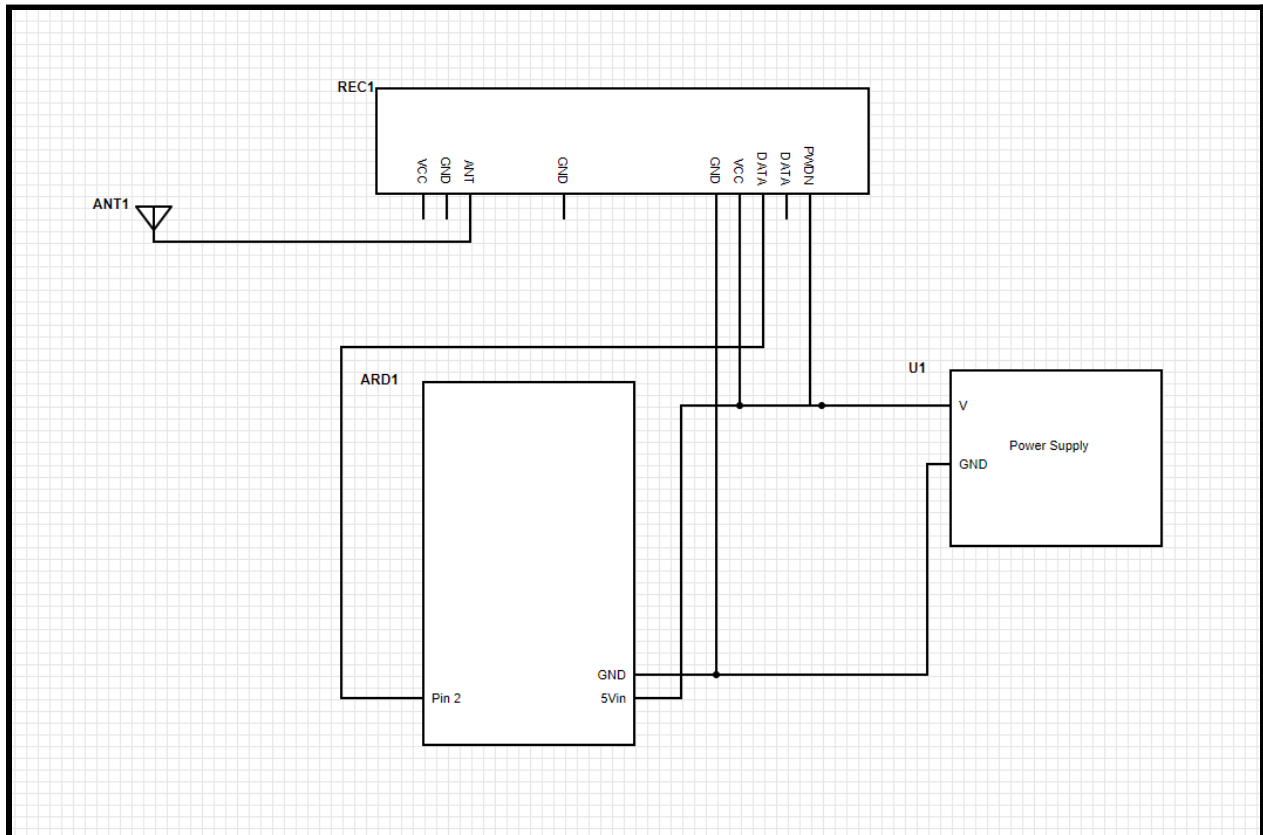 REC1
VCC
GND
ANT
GND
GND
VCC
DATA
DATA
PWDN
ANT1
ARD1
U1
V
Power Supply
GND
GND
Pin 2
5Vin